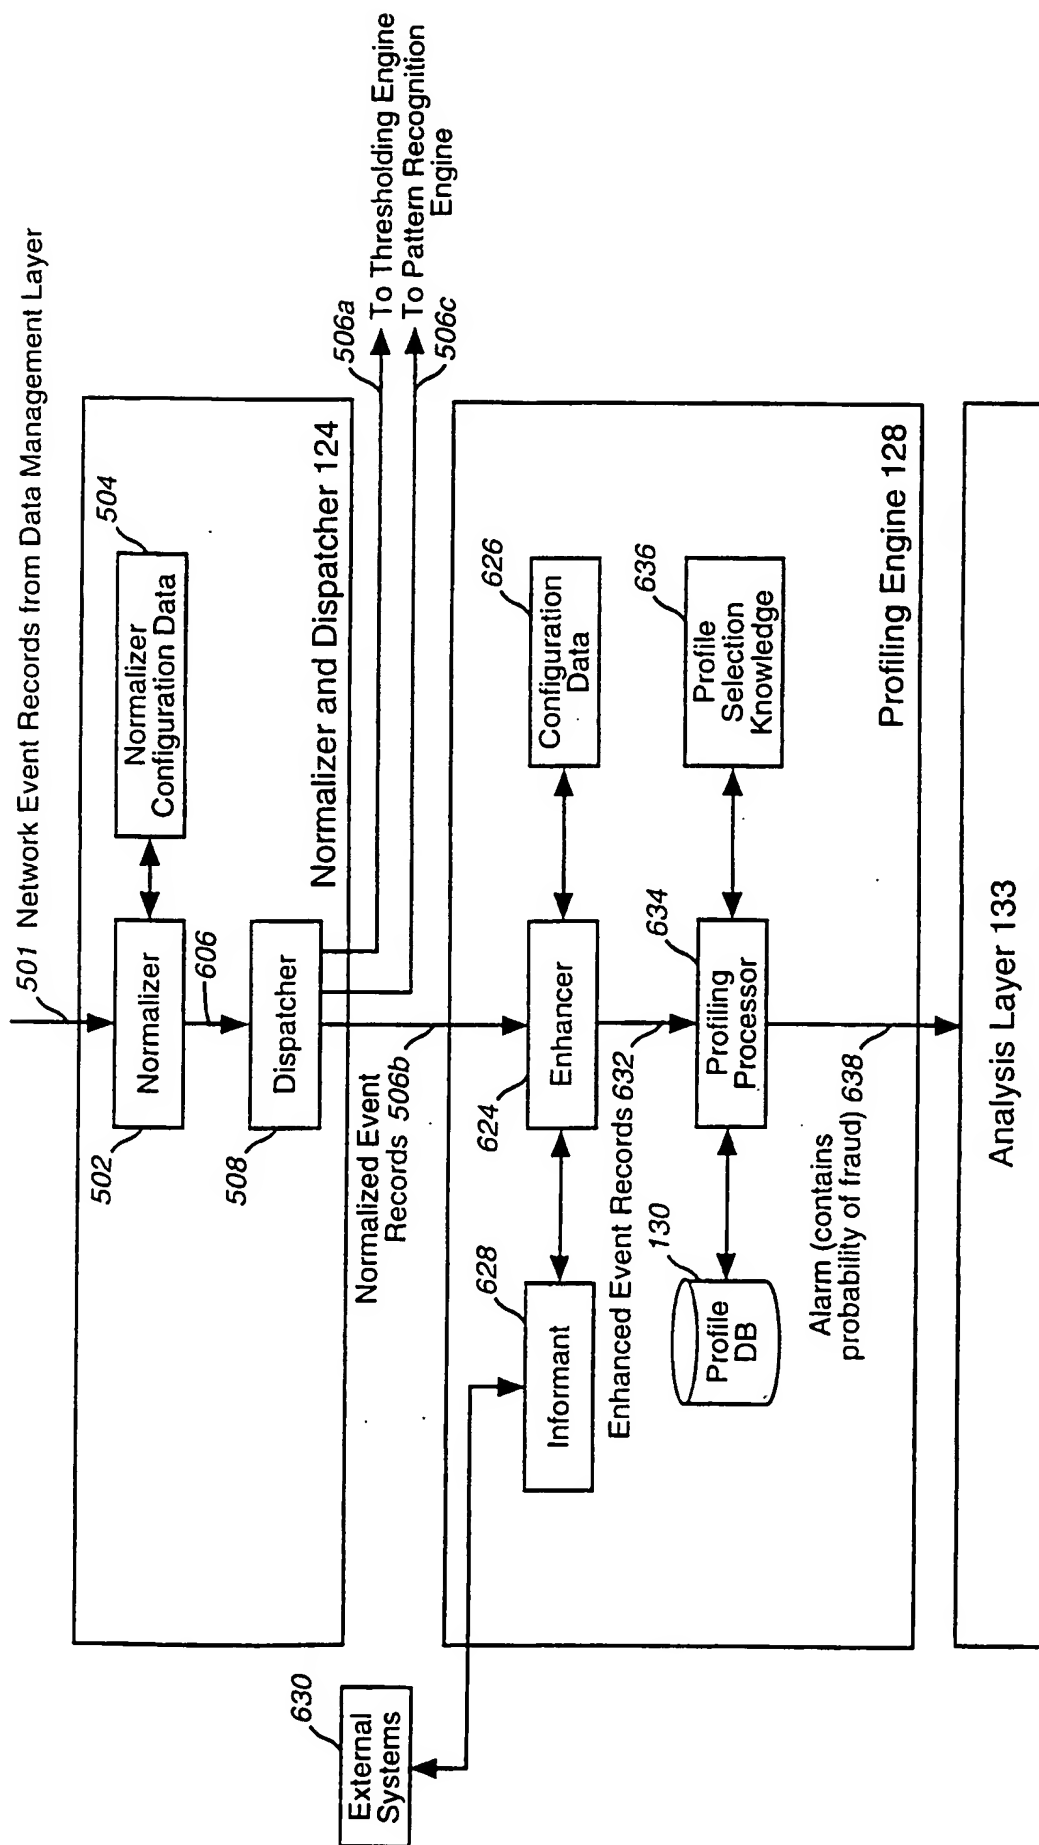 501 Network Event Records from Data Management Layer
504
Normalizer
Configuration Data
Normalizer
502
606
Dispatcher
508
Normalizer and Dispatcher 124
506a
To Thresholding Engine
To Pattern Recognition
Engine
506c
Normalized Event
Records 506b
External
Systems
630
628
Informant
624
Enhancer
626
Configuration
Data
Enhanced Event Records 632
130
Profile
DB
634
Profiling
Processor
636
Profile
Selection
Knowledge
Profiling Engine 128
Alarm (contains
probability of fraud) 638
Analysis Layer 133